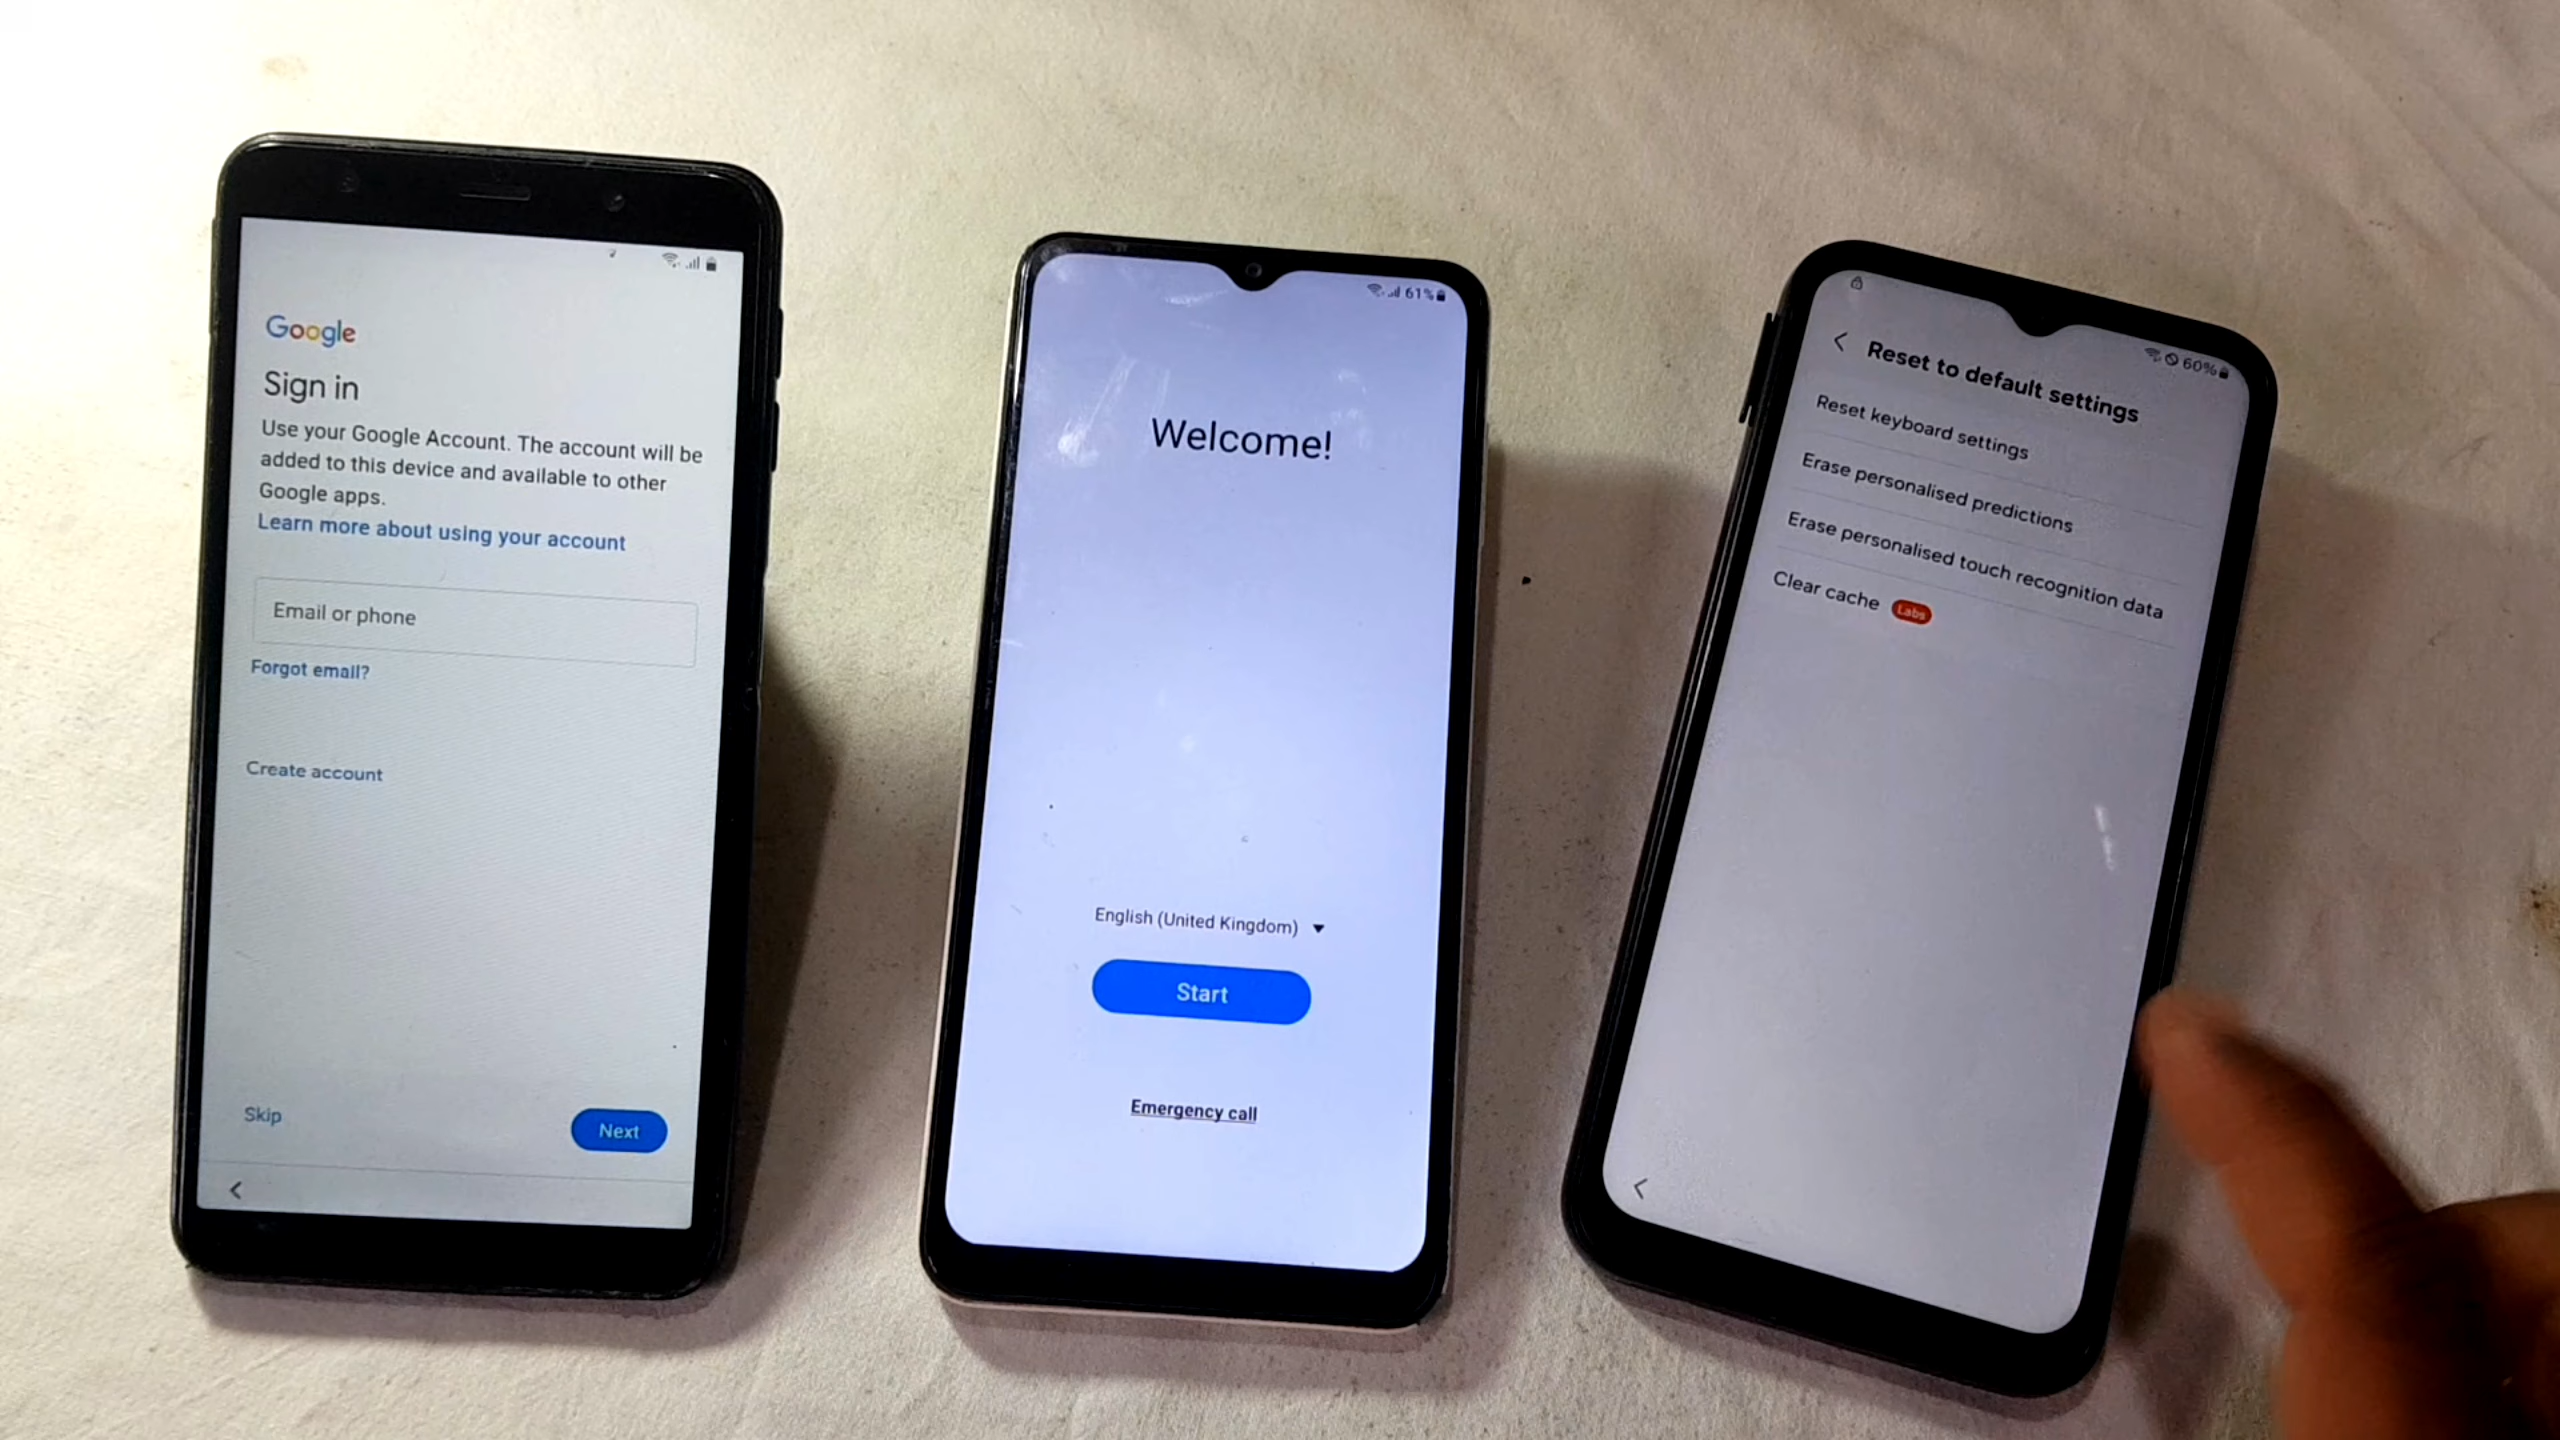 Google
Sign in
Use your Google Account. The account will be
added to this device and available to other
Google apps.
Learn more about using your account
Email or phone
Forgot email?
Create account
Skip
Next
61%
Welcome!
English (United Kingdom)
Start
Emergency call
60%
Reset to default settings
Reset keyboard settings
Erase personalised predictions
Erase personalised touch recognition data
Clear cache Labs